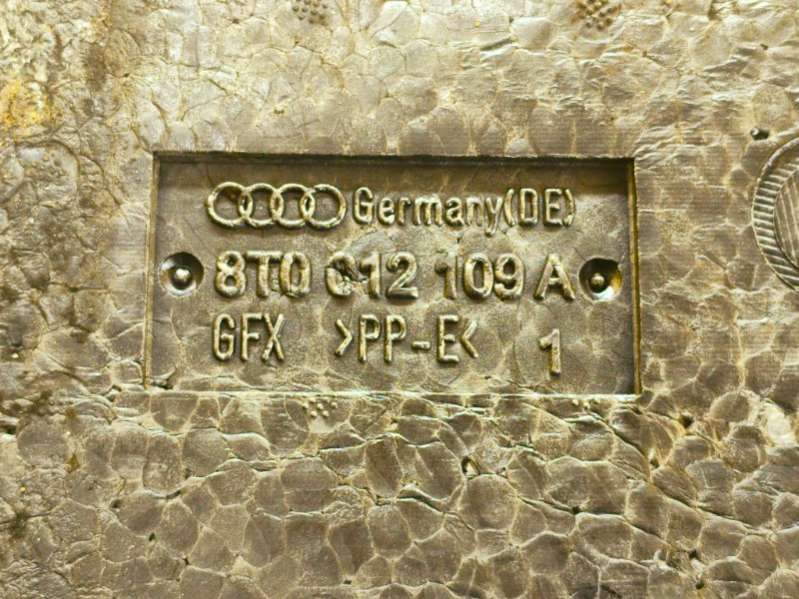 Germany(DE)
8T0 012 109 A
GFX >PP-E< 1